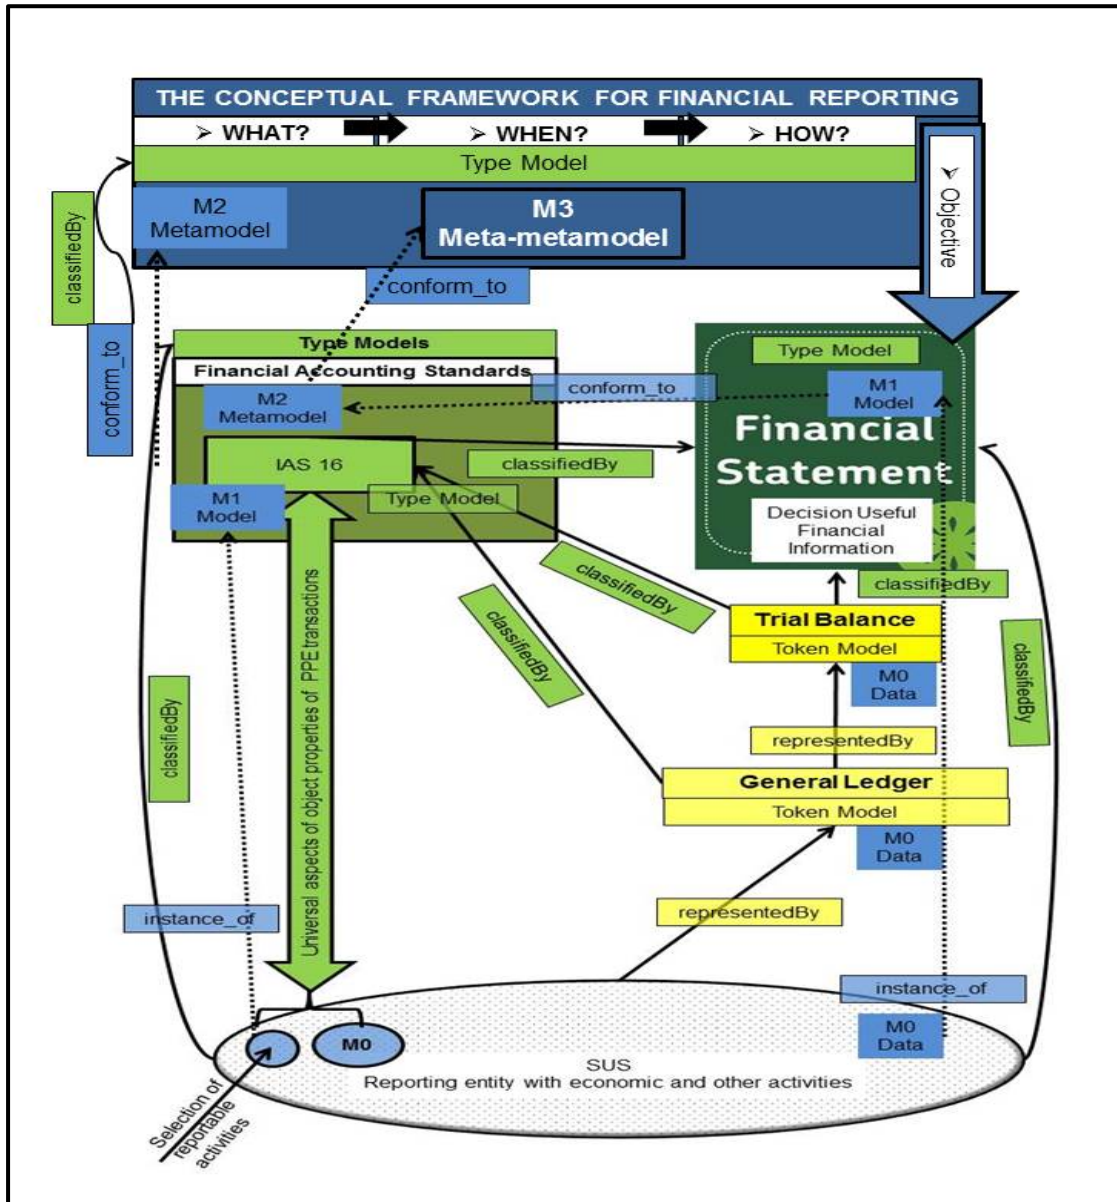 THE CONCEPTUAL FRAMEWORK FOR FINANCIAL REPORTING
➢ WHAT?
➢ WHEN?
➢ HOW?
Type Model
➢ Objective
M2
Metamodel
M3
Meta-metamodel
classifiedBy
conform_to
conform_to
Type Models
Financial Accounting Standards
M2
Metamodel
conform_to
Type Model
M1
Model
Financial
Statement
IAS 16
classifiedBy
M1
Model
Type Model
Decision Useful
Financial
Information
classifiedBy
classifiedBy
classifiedBy
Trial Balance
Token Model
M0
Data
classifiedBy
classifiedBy
Universal aspects of object properties of PPE transactions
representedBy
General Ledger
Token Model
M0
Data
instance_of
representedBy
instance_of
M0
M0
Data
SUS
Reporting entity with economic and other activities
Selection of
reportable
activities